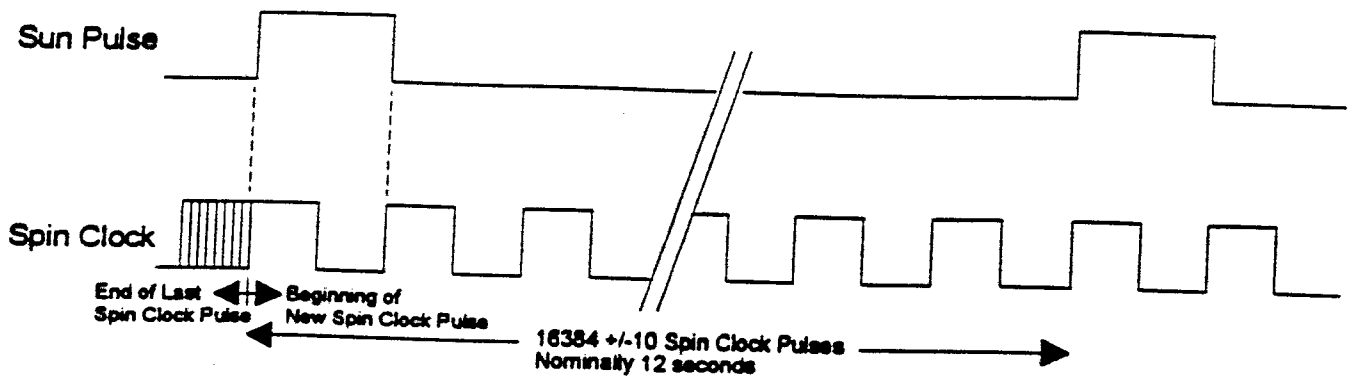 Sun Pulse
Spin Clock
End of Last
Spin Clock Pulse
Beginning of
New Spin Clock Pulse
16384 +/-10 Spin Clock Pulses
Nominally 12 seconds